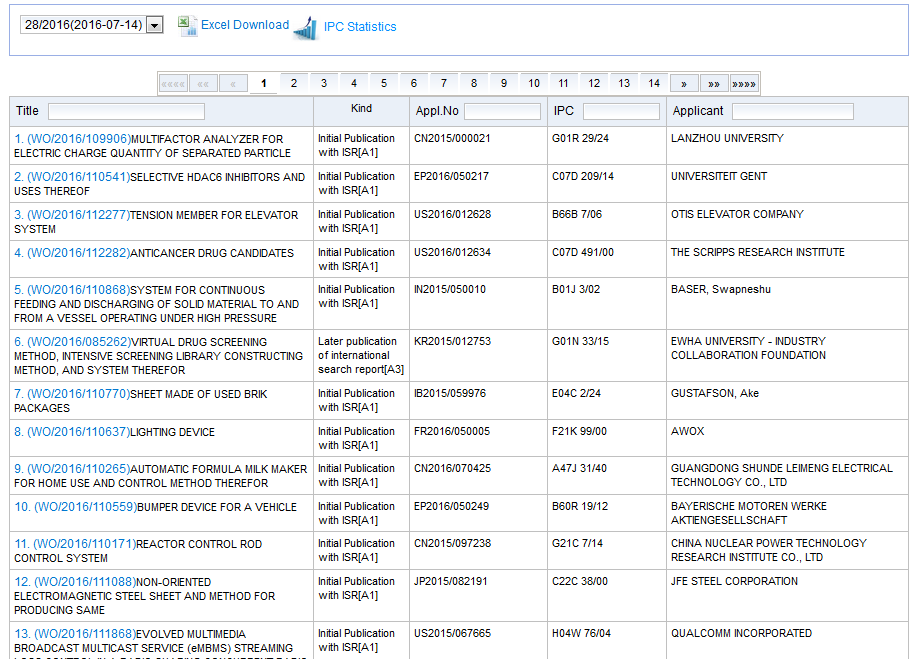 28/2016(2016-07-14) Excel Download IPC Statistics
«««« «« « 1 2 3 4 5 6 7 8 9 10 11 12 13 14 » »» »»»»
Title Kind Appl.No IPC Applicant
1. (WO/2016/109906)MULTIFACTOR ANALYZER FOR
ELECTRIC CHARGE QUANTITY OF SEPARATED PARTICLE
Initial Publication
with ISR[A1]
CN2015/000021
G01R 29/24
LANZHOU UNIVERSITY
2. (WO/2016/110541)SELECTIVE HDAC6 INHIBITORS AND
USES THEREOF
Initial Publication
with ISR[A1]
EP2016/050217
C07D 209/14
UNIVERSITEIT GENT
3. (WO/2016/112277)TENSION MEMBER FOR ELEVATOR
SYSTEM
Initial Publication
with ISR[A1]
US2016/012628
B66B 7/06
OTIS ELEVATOR COMPANY
4. (WO/2016/112282)ANTICANCER DRUG CANDIDATES
Initial Publication
with ISR[A1]
US2016/012634
C07D 491/00
THE SCRIPPS RESEARCH INSTITUTE
5. (WO/2016/110868)SYSTEM FOR CONTINUOUS
FEEDING AND DISCHARGING OF SOLID MATERIAL TO AND
FROM A VESSEL OPERATING UNDER HIGH PRESSURE
Initial Publication
with ISR[A1]
IN2015/050010
B01J 3/02
BASER, Swapneshu
6. (WO/2016/085262)VIRTUAL DRUG SCREENING
METHOD, INTENSIVE SCREENING LIBRARY CONSTRUCTING
METHOD, AND SYSTEM THEREFOR
Later publication
of international
search report[A3]
KR2015/012753
G01N 33/15
EWHA UNIVERSITY - INDUSTRY
COLLABORATION FOUNDATION
7. (WO/2016/110770)SHEET MADE OF USED BRIK
PACKAGES
Initial Publication
with ISR[A1]
IB2015/059976
E04C 2/24
GUSTAFSON, Ake
8. (WO/2016/110637)LIGHTING DEVICE
Initial Publication
with ISR[A1]
FR2016/050005
F21K 99/00
AWOX
9. (WO/2016/110265)AUTOMATIC FORMULA MILK MAKER
FOR HOME USE AND CONTROL METHOD THEREFOR
Initial Publication
with ISR[A1]
CN2016/070425
A47J 31/40
GUANGDONG SHUNDE LEIMENG ELECTRICAL
TECHNOLOGY CO., LTD
10. (WO/2016/110559)BUMPER DEVICE FOR A VEHICLE
Initial Publication
with ISR[A1]
EP2016/050249
B60R 19/12
BAYERISCHE MOTOREN WERKE
AKTIENGESELLSCHAFT
11. (WO/2016/110171)REACTOR CONTROL ROD
CONTROL SYSTEM
Initial Publication
with ISR[A1]
CN2015/097238
G21C 7/14
CHINA NUCLEAR POWER TECHNOLOGY
RESEARCH INSTITUTE CO., LTD
12. (WO/2016/111088)NON-ORIENTED
ELECTROMAGNETIC STEEL SHEET AND METHOD FOR
PRODUCING SAME
Initial Publication
with ISR[A1]
JP2015/082191
C22C 38/00
JFE STEEL CORPORATION
13. (WO/2016/111868)EVOLVED MULTIMEDIA
BROADCAST MULTICAST SERVICE (eMBMS) STREAMING
Initial Publication
with ISR[A1]
US2015/067665
H04W 76/04
QUALCOMM INCORPORATED